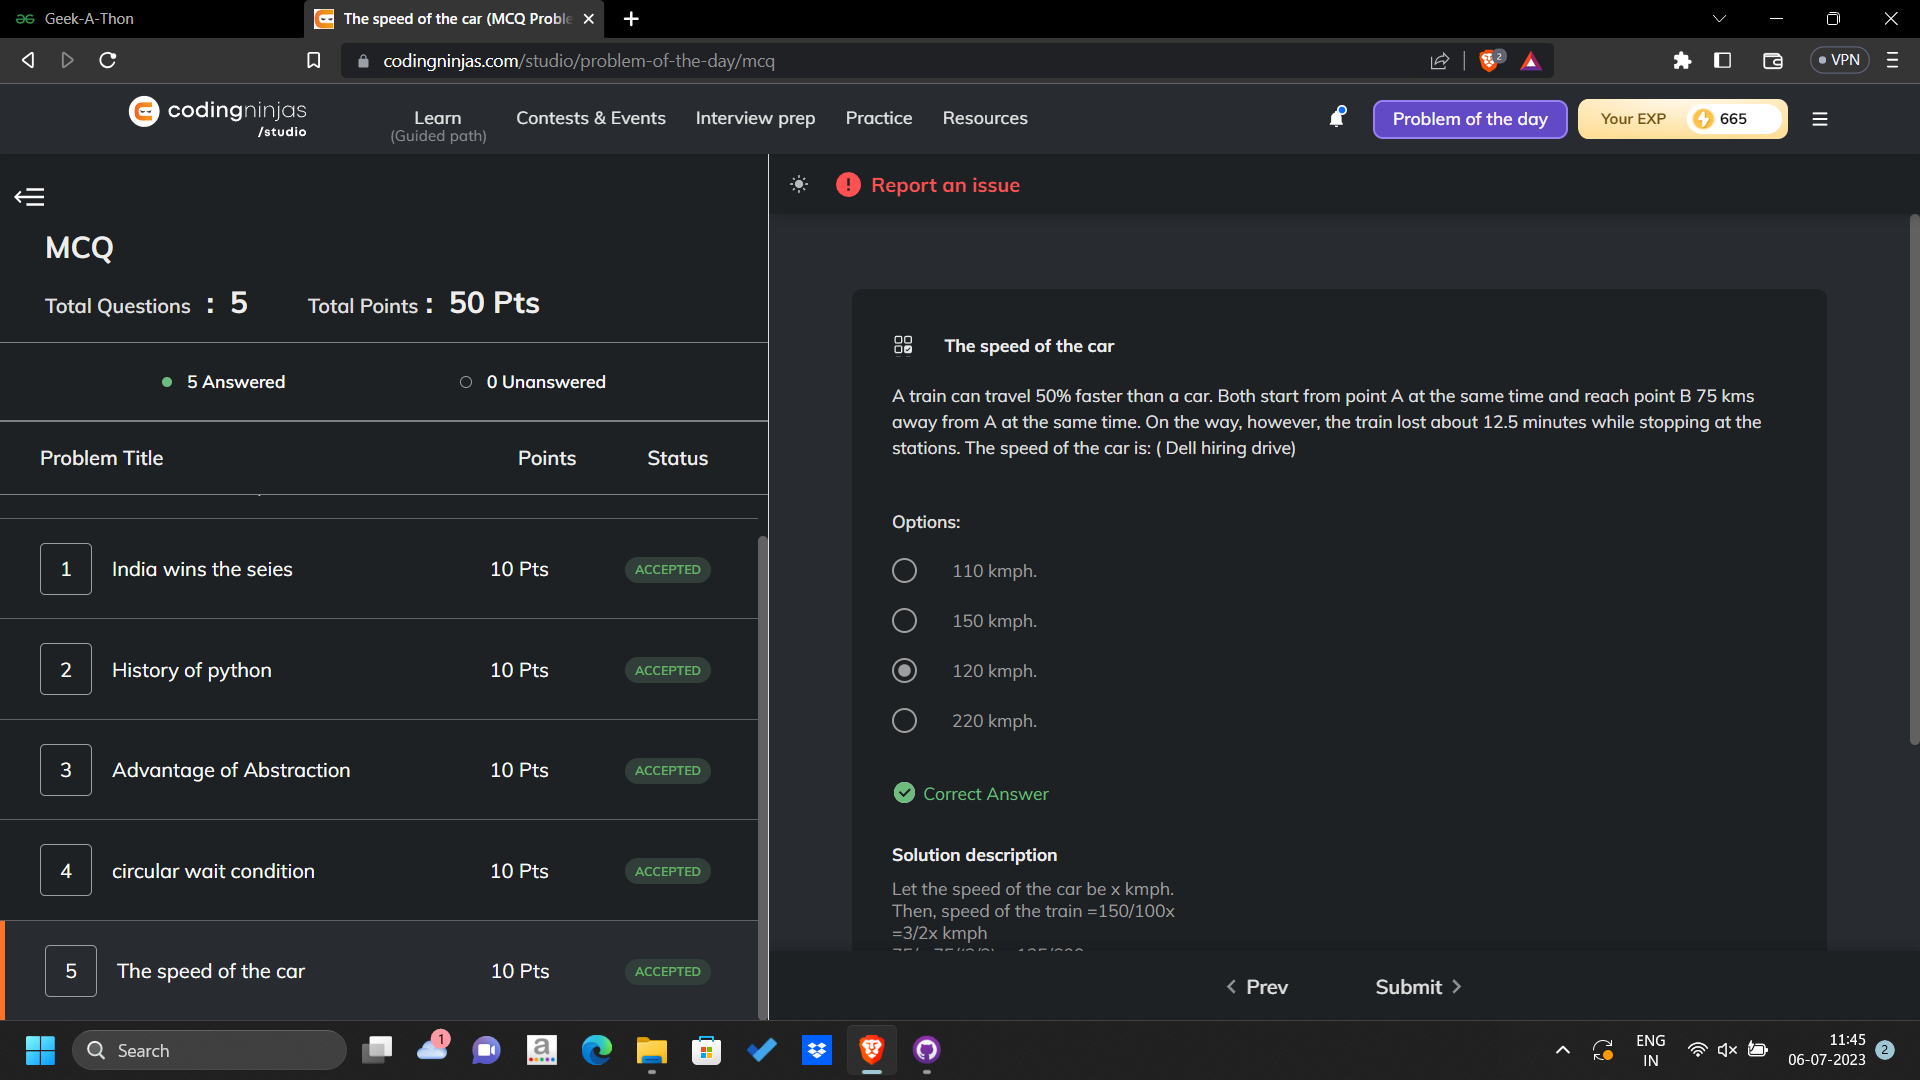 Geek-A-Thon
The speed of the car (MCQ Proble
codingninjas.com/studio/problem-of-the-day/mcq
2
VPN
codingninjas
/studio
Learn
(Guided path)
Contests & Events
Interview prep
Practice
Resources
Problem of the day
Your EXP
665
Report an issue
MCQ
Total Questions : 5
Total Points : 50 Pts
5 Answered
0 Unanswered
Problem Title Points Status
1 India wins the seies 10 Pts ACCEPTED
2 History of python 10 Pts ACCEPTED
3 Advantage of Abstraction 10 Pts ACCEPTED
4 circular wait condition 10 Pts ACCEPTED
5 The speed of the car 10 Pts ACCEPTED
The speed of the car
A train can travel 50% faster than a car. Both start from point A at the same time and reach point B 75 kms
away from A at the same time. On the way, however, the train lost about 12.5 minutes while stopping at the
stations. The speed of the car is: ( Dell hiring drive)
Options:
110 kmph.
150 kmph.
120 kmph.
220 kmph.
Correct Answer
Solution description
Let the speed of the car be x kmph.
Then, speed of the train =150/100x
=3/2x kmph
Prev
Submit
Search
1
a
ENG
IN
11:45
06-07-2023
2